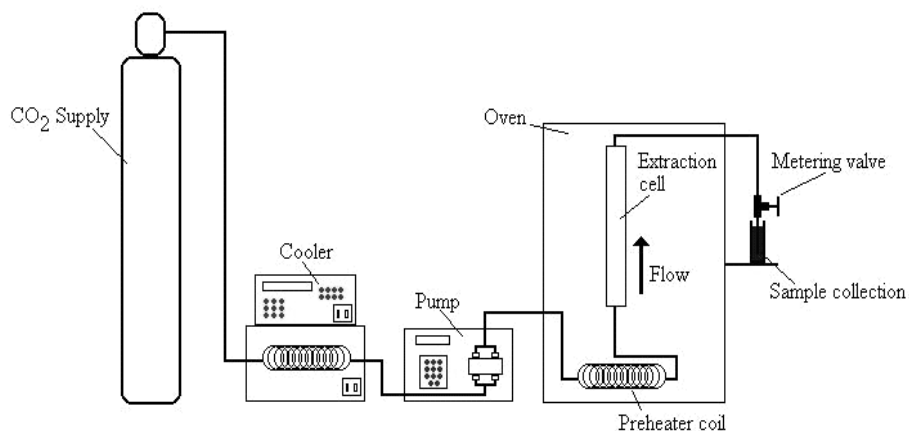 CO2 Supply
Oven
Extraction
cell
Metering valve
Cooler
Flow
Sample collection
Pump
Preheater coil